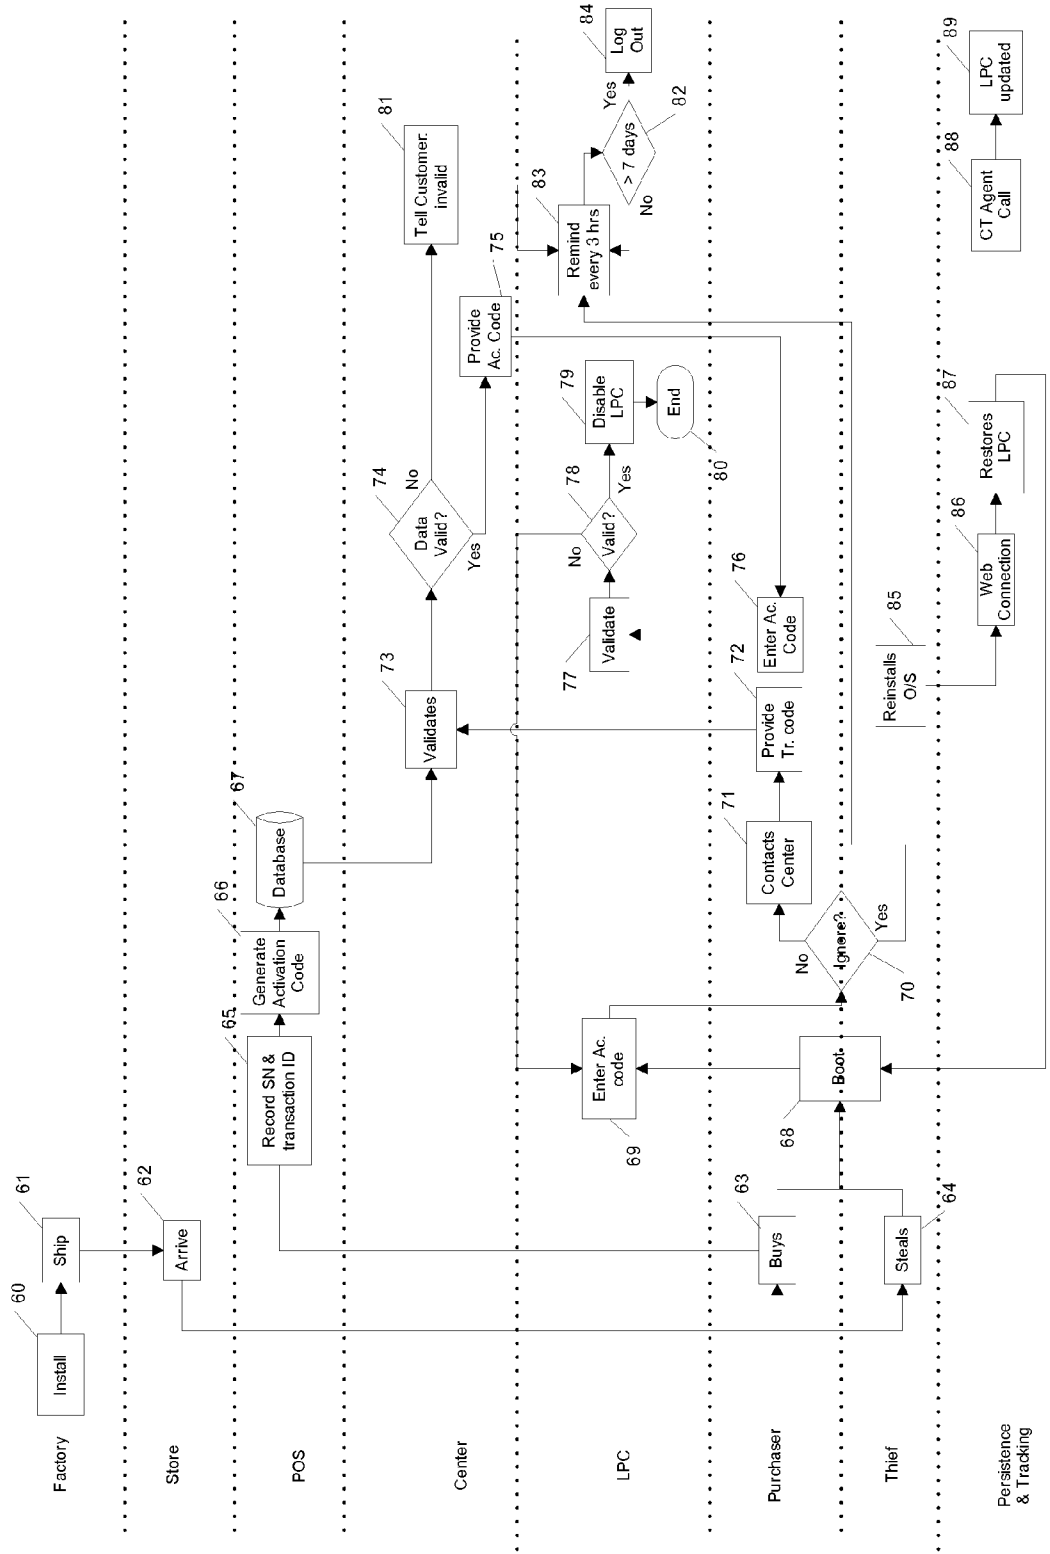 Factory
60
Install
61
Ship
Store
62
Arrive
POS
65
Record SN &
transaction ID
66
Generate
Activation
Code
67
Database
Center
73
Validates
74
Data
Valid?
No
Yes
81
Tell Customer:
invalid
75
Provide
Ac. Code
LPC
69
Enter Ac.
code
77
Validate
78
Valid?
No
Yes
79
Disable
LPC
End
80
83
Remind
every 3 hrs
> 7 days
82
No
Yes
84
Log
Out
Purchaser
63
Buys
68
Boot
Ignore?
70
No
Yes
71
Contacts
Center
72
Provide
Tr. code
76
Enter Ac.
Code
Thief
Steals
64
85
Reinstalls
O/S
Persistence
& Tracking
86
Web
Connection
87
Restores
LPC
88
CT Agent
Call
89
LPC
updated